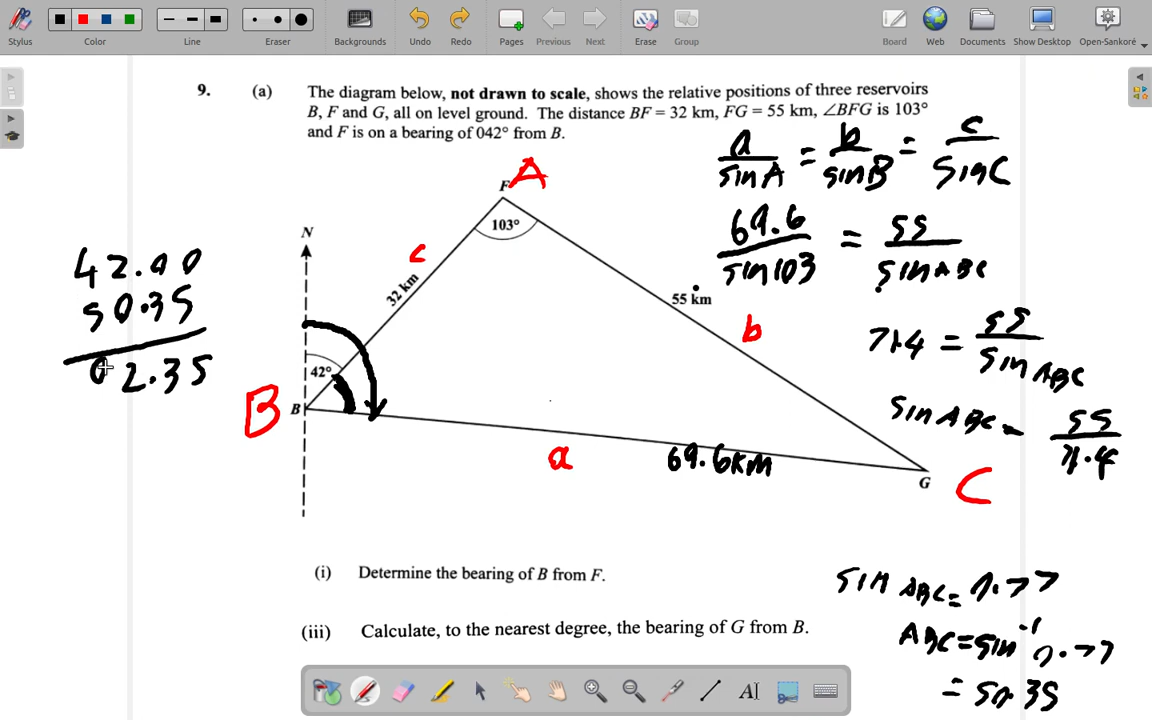 Stylus
Color
Line
Eraser
Backgrounds
Undo
Redo
Pages
Previous
Next
Erase
Group
Board
Web
Documents
Show Desktop
Open-Sankoré
9. (a) The diagram below, not drawn to scale, shows the relative positions of three reservoirs
B, F and G, all on level ground. The distance BF = 32 km, FG = 55 km, ∠BFG is 103°
and F is on a bearing of 042° from B.
a/sinA = b/sinB = c/sinC
69.6/sin103 = 55/sinABC
71.4 = 55/sinABC
sinABC = 55/71.4
sin ABC = 0.77
ABC = sin⁻¹ 0.77
= 50.35
42.00
50.35
02.35
F A
103°
N
c
32 km
55 km
b
42°
B B
a
69.6km
G C
(i) Determine the bearing of B from F.
(iii) Calculate, to the nearest degree, the bearing of G from B.